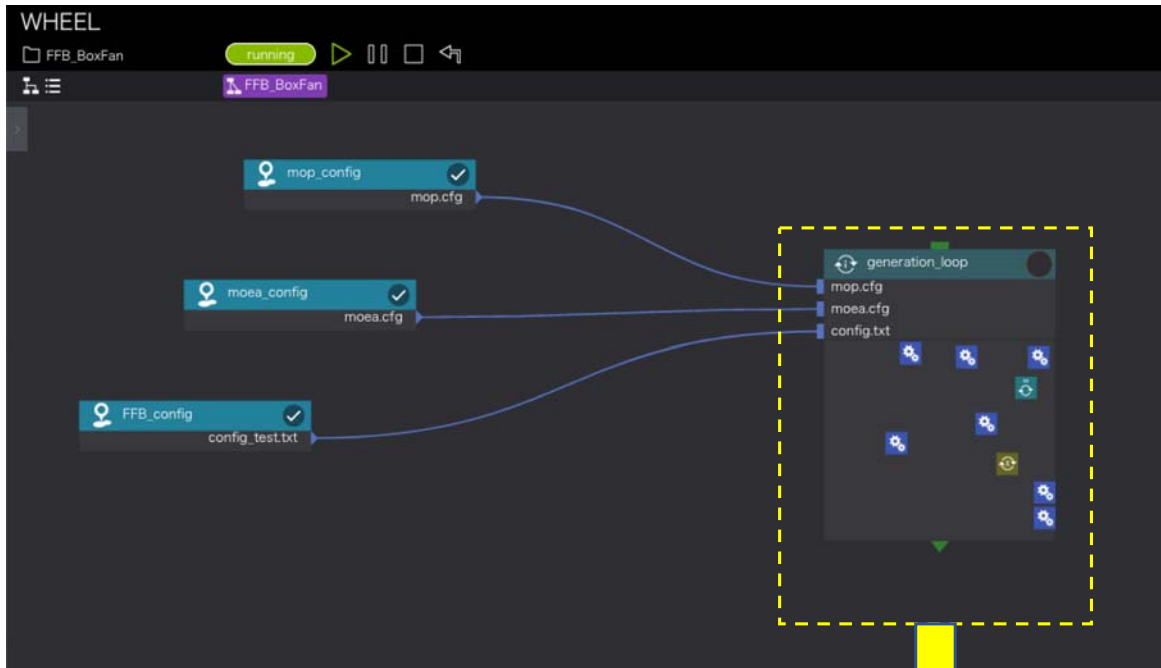 WHEEL
FFB_BoxFan
running
FFB_BoxFan
mop_config
mop.cfg
moea_config
moea.cfg
FFB_config
config_test.txt
generation_loop
mop.cfg
moea.cfg
config.txt